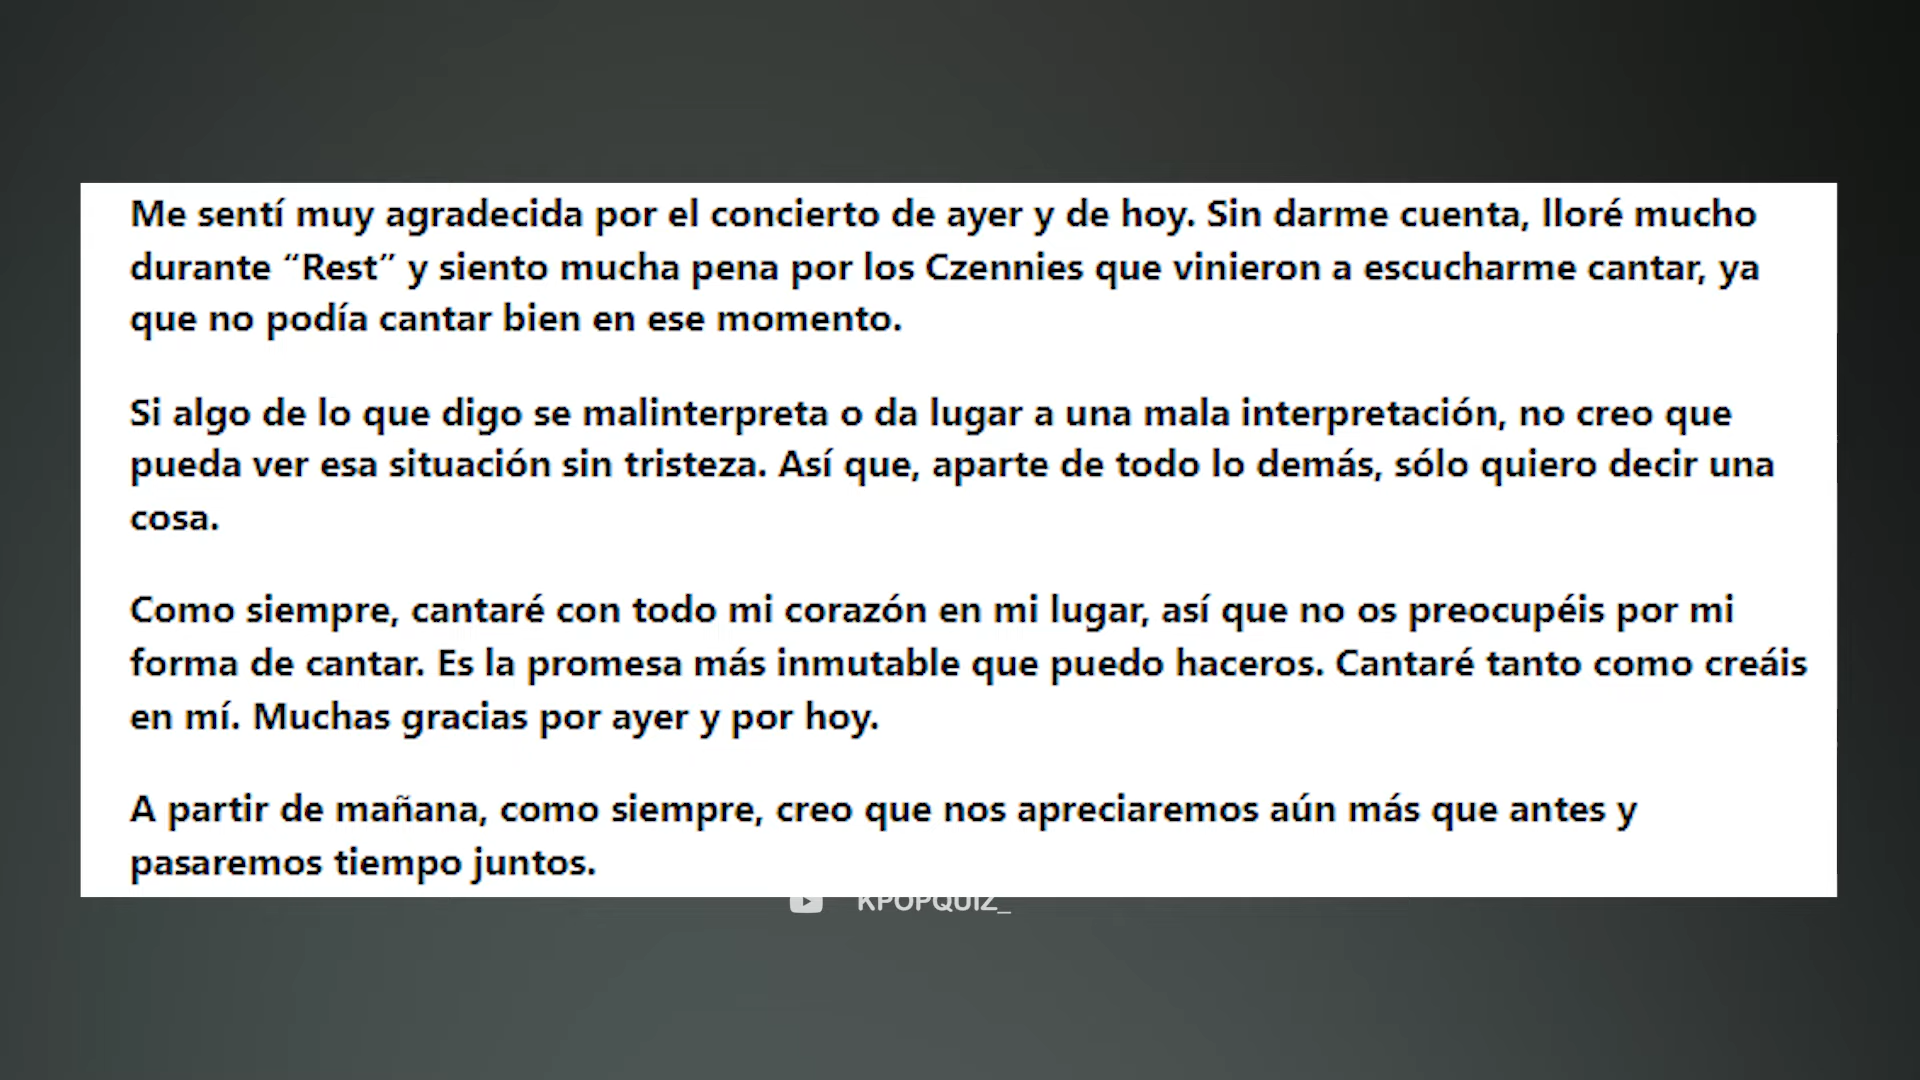 Me sentí muy agradecida por el concierto de ayer y de hoy. Sin darme cuenta, lloré mucho
durante “Rest” y siento mucha pena por los Czennies que vinieron a escucharme cantar, ya
que no podía cantar bien en ese momento.
Si algo de lo que digo se malinterpreta o da lugar a una mala interpretación, no creo que
pueda ver esa situación sin tristeza. Así que, aparte de todo lo demás, sólo quiero decir una
cosa.
Como siempre, cantaré con todo mi corazón en mi lugar, así que no os preocupéis por mi
forma de cantar. Es la promesa más inmutable que puedo haceros. Cantaré tanto como creáis
en mí. Muchas gracias por ayer y por hoy.
A partir de mañana, como siempre, creo que nos apreciaremos aún más que antes y
pasaremos tiempo juntos.
KPOPQUIZ_